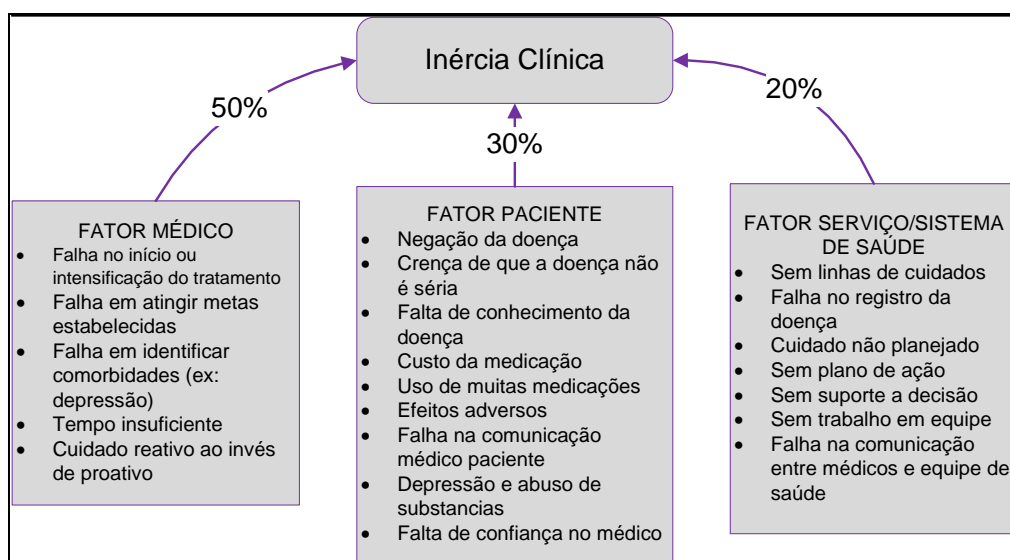 Inércia Clínica
50%
30%
20%
FATOR MÉDICO
• Falha no início ou
intensificação do tratamento
• Falha em atingir metas
estabelecidas
• Falha em identificar
comorbidades (ex:
depressão)
• Tempo insuficiente
• Cuidado reativo ao invés
de proativo
FATOR PACIENTE
• Negação da doença
• Crença de que a doença não
é séria
• Falta de conhecimento da
doença
• Custo da medicação
• Uso de muitas medicações
• Efeitos adversos
• Falha na comunicação
médico paciente
• Depressão e abuso de
substancias
• Falta de confiança no médico
FATOR SERVIÇO/SISTEMA
DE SAÚDE
• Sem linhas de cuidados
• Falha no registro da
doença
• Cuidado não planejado
• Sem plano de ação
• Sem suporte a decisão
• Sem trabalho em equipe
• Falha na comunicação
entre médicos e equipe de
saúde